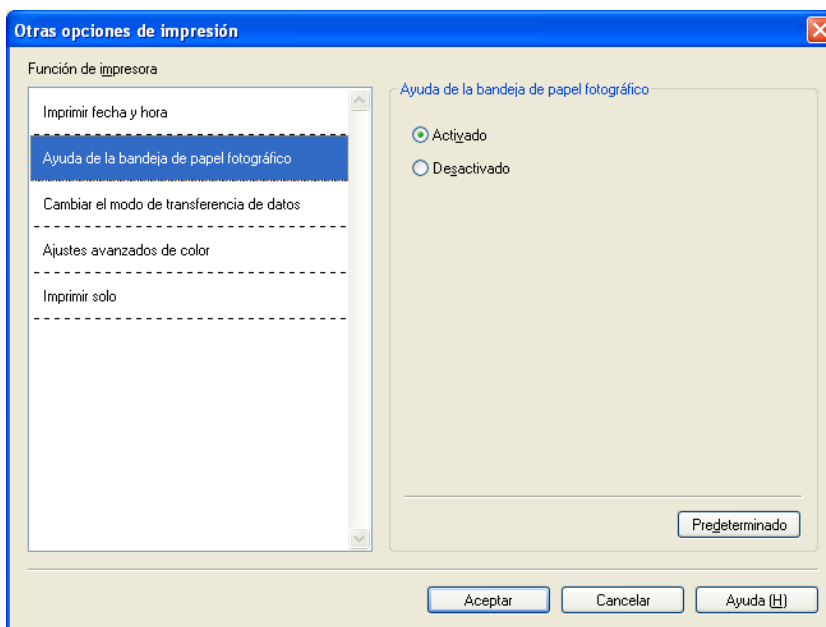 Otras opciones de impresión
Función de impresora
Imprimir fecha y hora
Ayuda de la bandeja de papel fotográfico
Cambiar el modo de transferencia de datos
Ajustes avanzados de color
Imprimir solo
Ayuda de la bandeja de papel fotográfico
Activado
Desactivado
Predeterminado
Aceptar
Cancelar
Ayuda (H)